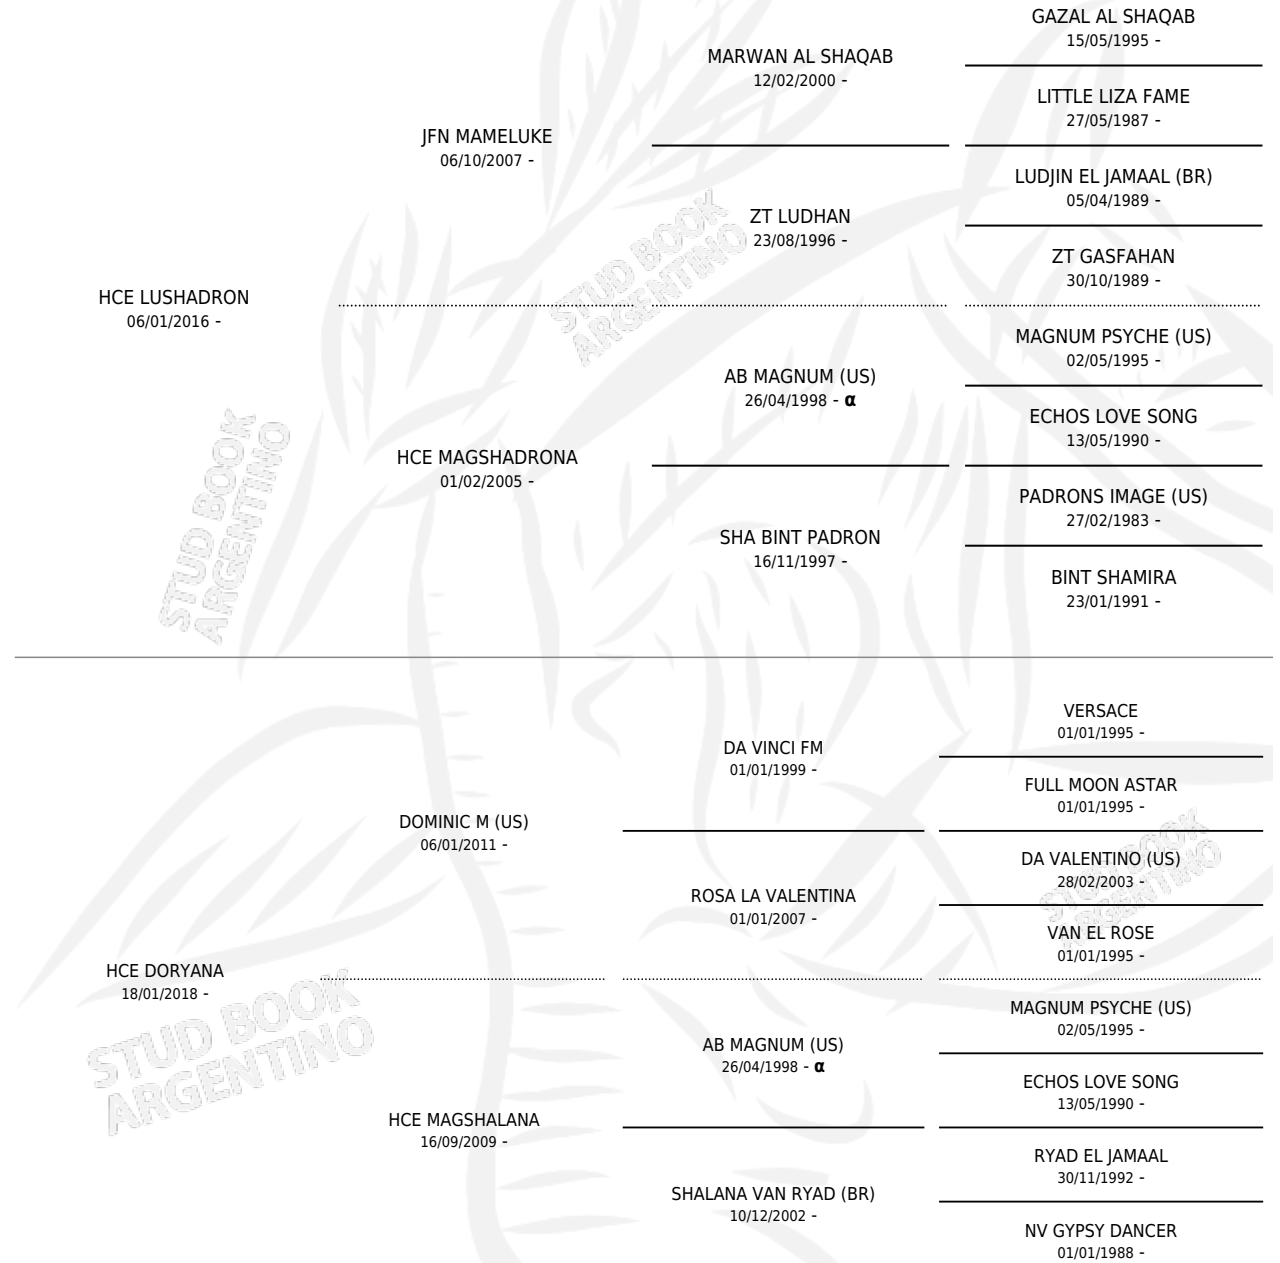 GAZAL AL SHAQAB
15/05/1995 -
MARWAN AL SHAQAB
12/02/2000 -
LITTLE LIZA FAME
27/05/1987 -
JFN MAMELUKE
06/10/2007 -
LUDJIN EL JAMAAL (BR)
05/04/1989 -
ZT LUDHAN
23/08/1996 -
ZT GASFAHAN
30/10/1989 -
HCE LUSHADRON
06/01/2016 -
MAGNUM PSYCHE (US)
02/05/1995 -
AB MAGNUM (US)
26/04/1998 - α
ECHOS LOVE SONG
13/05/1990 -
HCE MAGSHADRONA
01/02/2005 -
PADRONS IMAGE (US)
27/02/1983 -
SHA BINT PADRON
16/11/1997 -
BINT SHAMIRA
23/01/1991 -
STUD BOOK
ARGENTINO
STUD BOOK
ARGENTINO
VERSACE
01/01/1995 -
DA VINCI FM
01/01/1999 -
FULL MOON ASTAR
01/01/1995 -
DOMINIC M (US)
06/01/2011 -
DA VALENTINO (US)
28/02/2003 -
ROSA LA VALENTINA
01/01/2007 -
VAN EL ROSE
01/01/1995 -
HCE DORYANA
18/01/2018 -
MAGNUM PSYCHE (US)
02/05/1995 -
AB MAGNUM (US)
26/04/1998 - α
ECHOS LOVE SONG
13/05/1990 -
HCE MAGSHALANA
16/09/2009 -
RYAD EL JAMAAL
30/11/1992 -
SHALANA VAN RYAD (BR)
10/12/2002 -
NV GYPSY DANCER
01/01/1988 -
STUD BOOK
ARGENTINO
STUD BOOK
ARGENTINO